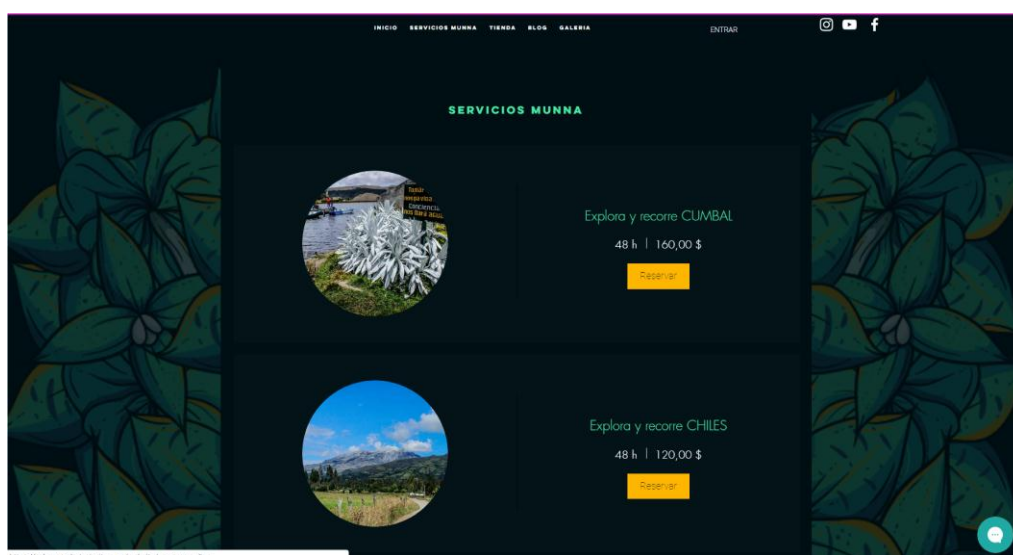 INICIO SERVICIOS MUNNA TIENDA BLOG GALERIA
ENTRAR
SERVICIOS MUNNA
Explora y recorre CUMBAL
48 h | 160,00 $
Reservar
Explora y recorre CHILES
48 h | 120,00 $
Reservar